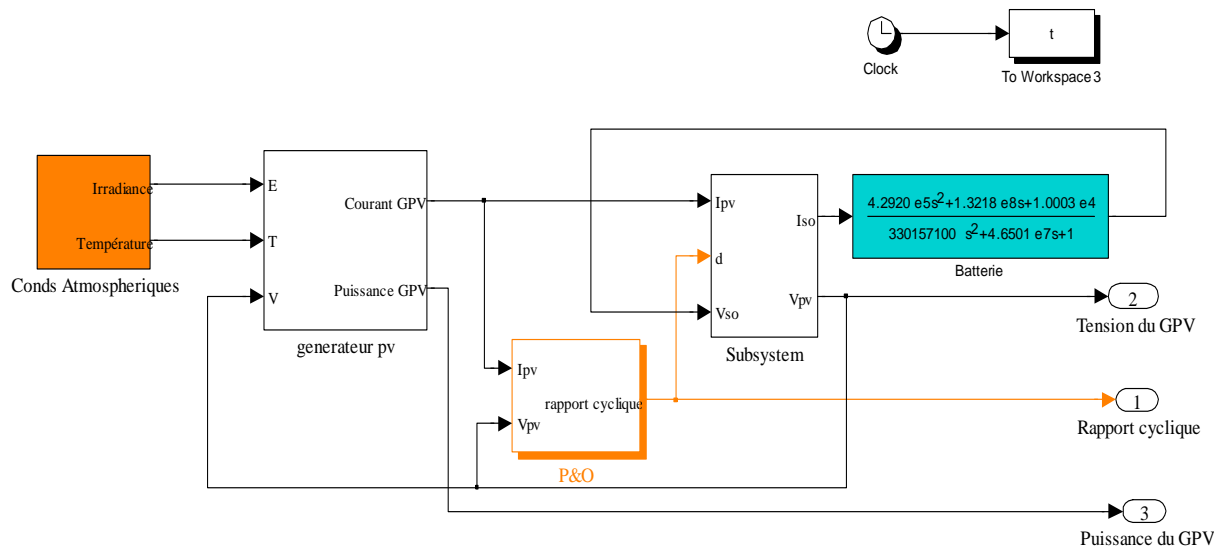 t
Clock
To Workspace 3
Irradiance
Température
Conds Atmospheriques
E
T
V
Courant GPV
Puissance GPV
generateur pv
Ipv
Vpv
rapport cyclique
P&O
Ipv
d
Vso
Iso
Vpv
Subsystem
4.2920 e5s²+1.3218 e8s+1.0003 e4
330157100 s²+4.6501 e7s+1
Batterie
2
Tension du GPV
1
Rapport cyclique
3
Puissance du GPV